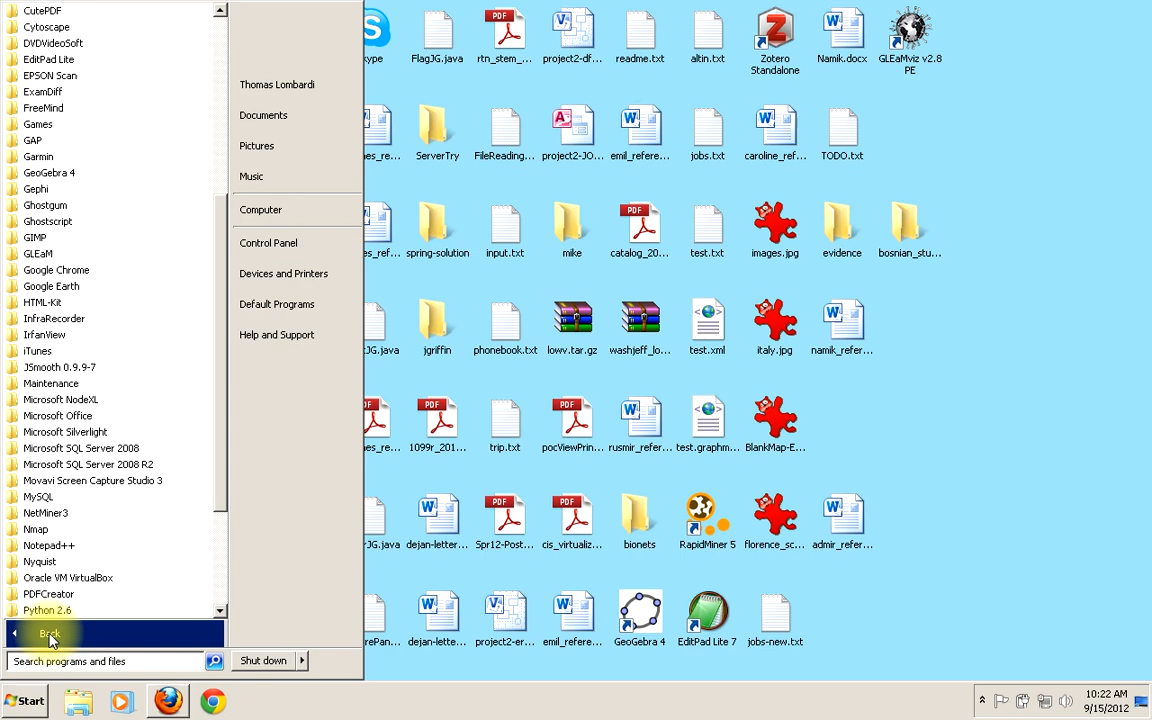 CutePDF
Cytoscape
DVDVideoSoft
EditPad Lite
EPSON Scan
ExamDiff
FreeMind
Games
GAP
Garmin
GeoGebra 4
Gephi
Ghostgum
Ghostscript
GIMP
GLEaM
Google Chrome
Google Earth
HTML-Kit
InfraRecorder
IrfanView
iTunes
JSmooth 0.9.9-7
Maintenance
Microsoft NodeXL
Microsoft Office
Microsoft Silverlight
Microsoft SQL Server 2008
Microsoft SQL Server 2008 R2
Movavi Screen Capture Studio 3
MySQL
NetMiner3
Nmap
Notepad++
Nyquist
Oracle VM VirtualBox
PDFCreator
Python 2.6
Back
Search programs and files
Thomas Lombardi
Documents
Pictures
Music
Computer
Control Panel
Devices and Printers
Default Programs
Help and Support
Shut down
kype
FlagJG.java
rtn_stem_...
project2-df...
readme.txt
altin.txt
Zotero
Standalone
Namik.docx
GLEaMviz v2.8
PE
nes_re...
ServerTry
FileReading...
project2-JO...
emil_refere...
jobs.txt
caroline_ref...
TODO.txt
nes_ref...
spring-solution
input.txt
mike
catalog_20...
test.txt
images.jpg
evidence
bosnian_stu...
tJG.java
jgriffin
phonebook.txt
lowv.tar.gz
washjeff_lo...
test.xml
italy.jpg
namik_refer...
nes_re...
1099r_201...
trip.txt
pocViewPrin...
rusmir_refer...
test.graphm...
BlankMap-E...
rJG.java
dejan-letter...
Spr12-Post...
cis_virtualiz...
bionets
RapidMiner 5
florence_sc...
admir_refer...
rePan...
dejan-lette...
project2-er...
emil_refere...
GeoGebra 4
EditPad Lite 7
jobs-new.txt
Start
10:22 AM
9/15/2012